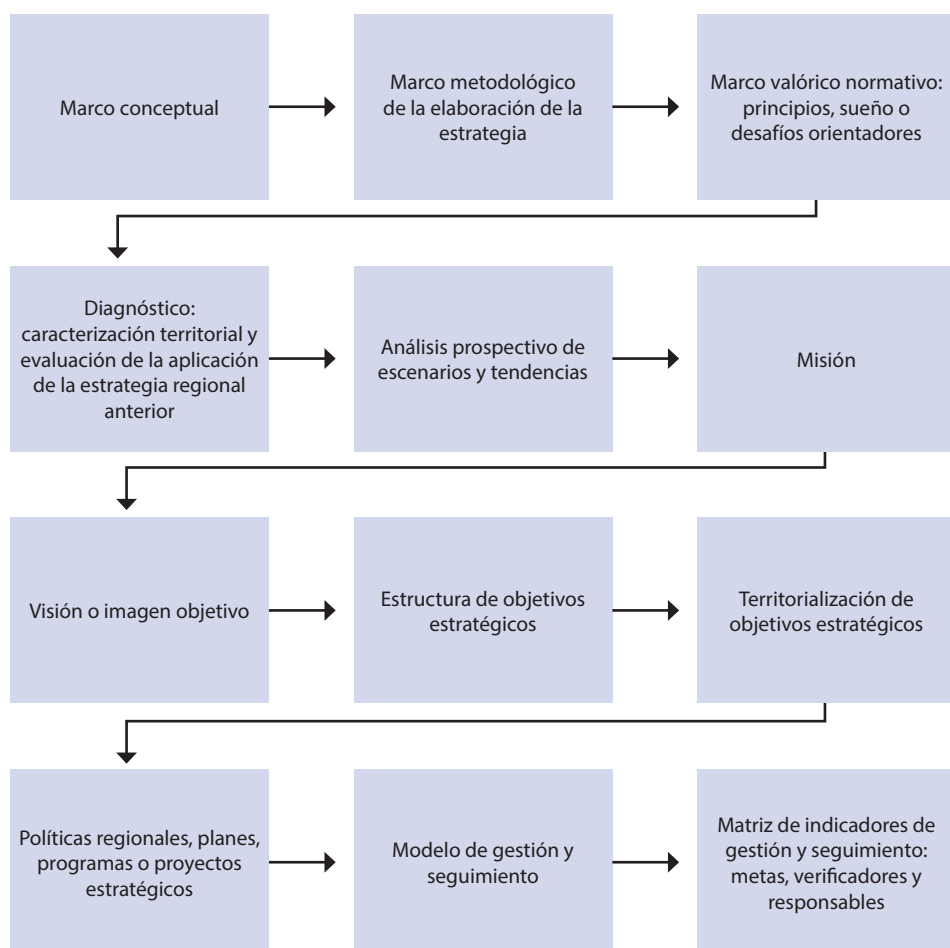 Marco conceptual
Marco metodológico
de la elaboración de la
estrategia
Marco valórico normativo:
principios, sueño o
desafíos orientadores
Diagnóstico:
caracterización territorial y
evaluación de la aplicación
de la estrategia regional
anterior
Análisis prospectivo de
escenarios y tendencias
Misión
Visión o imagen objetivo
Estructura de objetivos
estratégicos
Territorialización de
objetivos estratégicos
Políticas regionales, planes,
programas o proyectos
estratégicos
Modelo de gestión y
seguimiento
Matriz de indicadores de
gestión y seguimiento:
metas, verificadores y
responsables